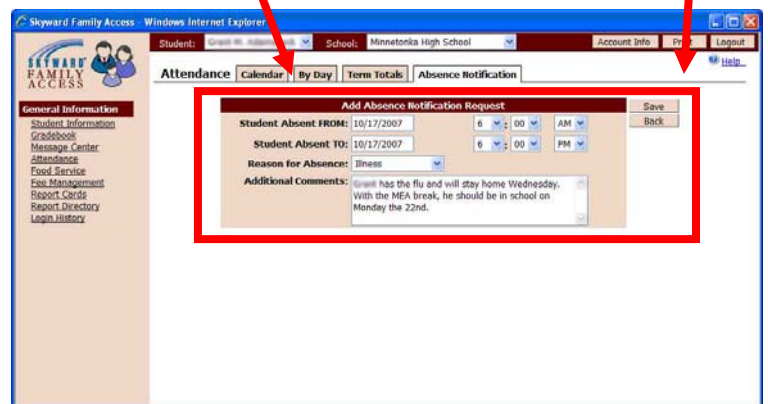 Skyward Family Access - Windows Internet Explorer
Student: School: Minnetonka High School Account Info Print Logout
SKYWARD FAMILY ACCESS
Help
Attendance Calendar By Day Term Totals Absence Notification
General Information
Student Information
Gradebook
Message Center
Attendance
Food Service
Fee Management
Report Cards
Report Directory
Login History
Add Absence Notification Request
Save
Back
Student Absent FROM: 10/17/2007 6 : 00 AM
Student Absent TO: 10/17/2007 6 : 00 PM
Reason for Absence: Illness
Additional Comments: has the flu and will stay home Wednesday.
With the MEA break, he should be in school on
Monday the 22nd.